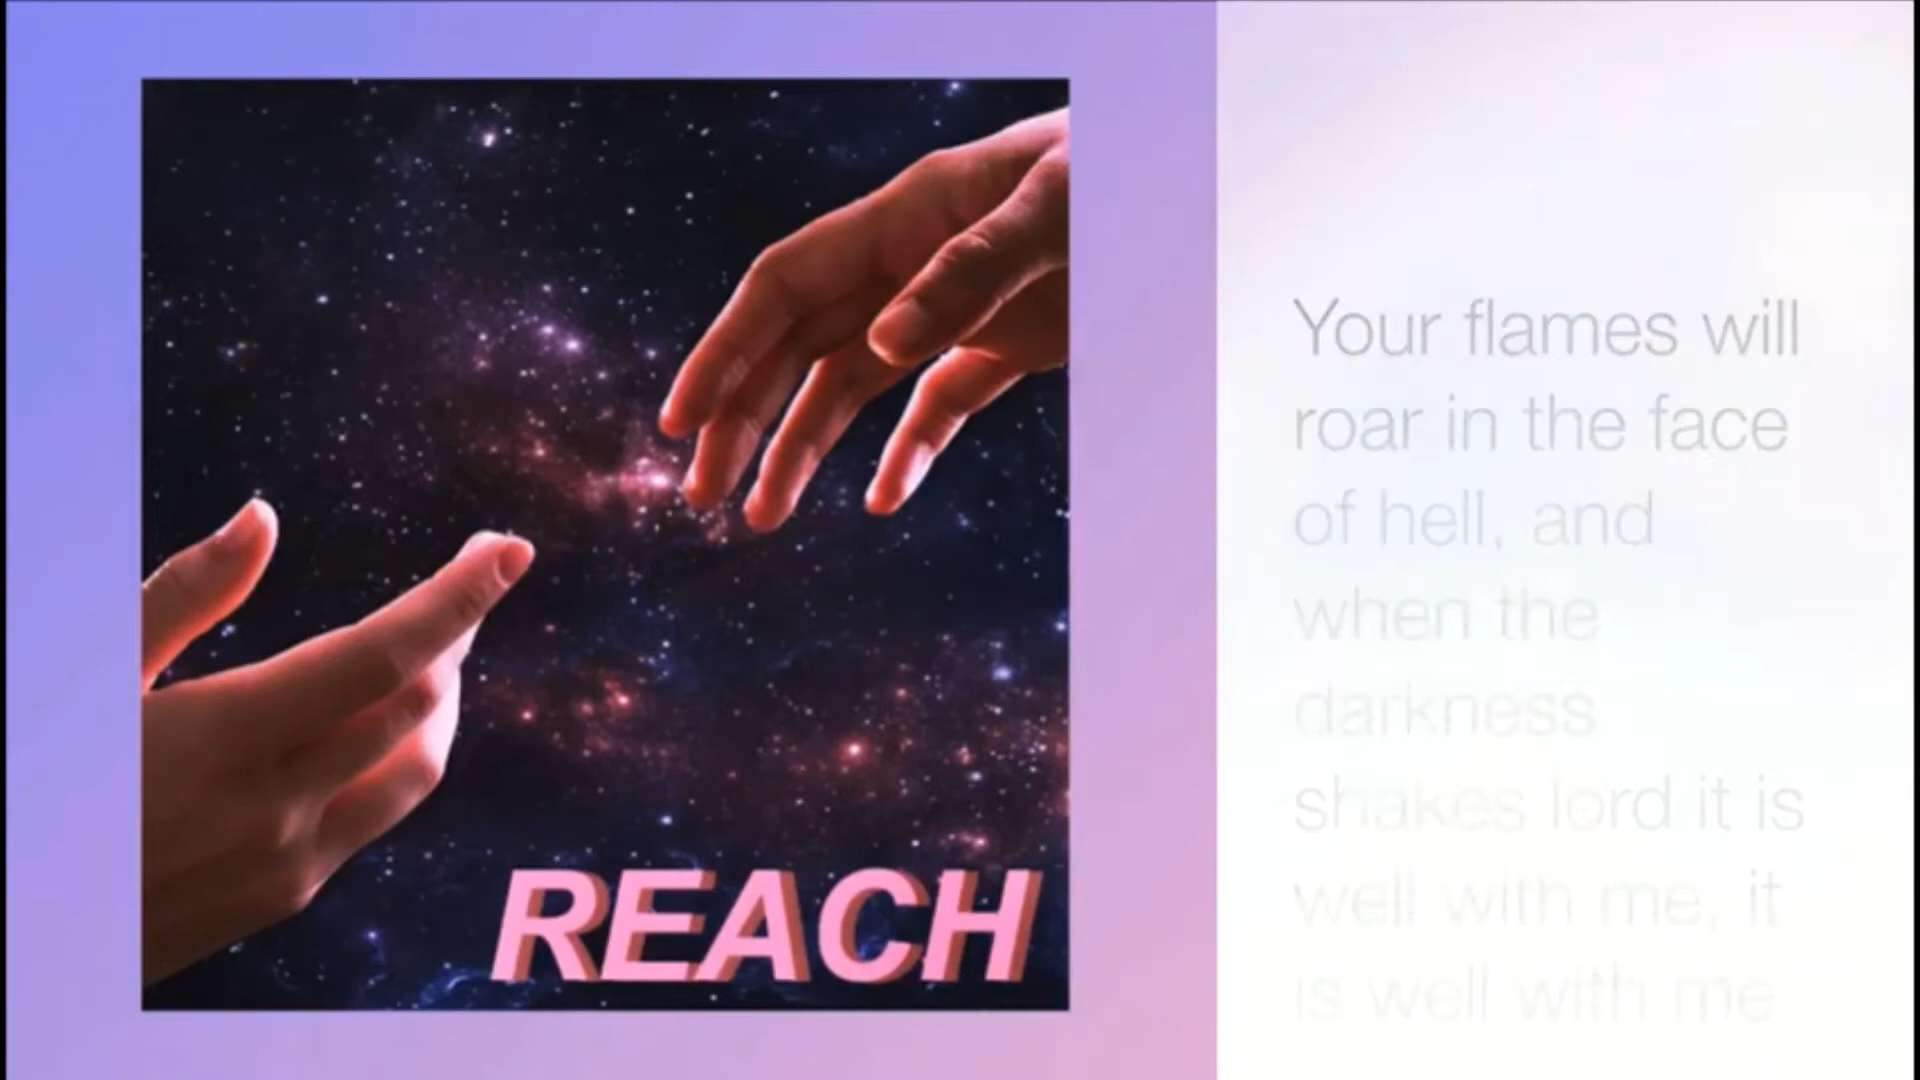 REACH
Your flames will
roar in the face
of hell, and
when the
darkness
shakes lord it is
well with me, it
is well with me